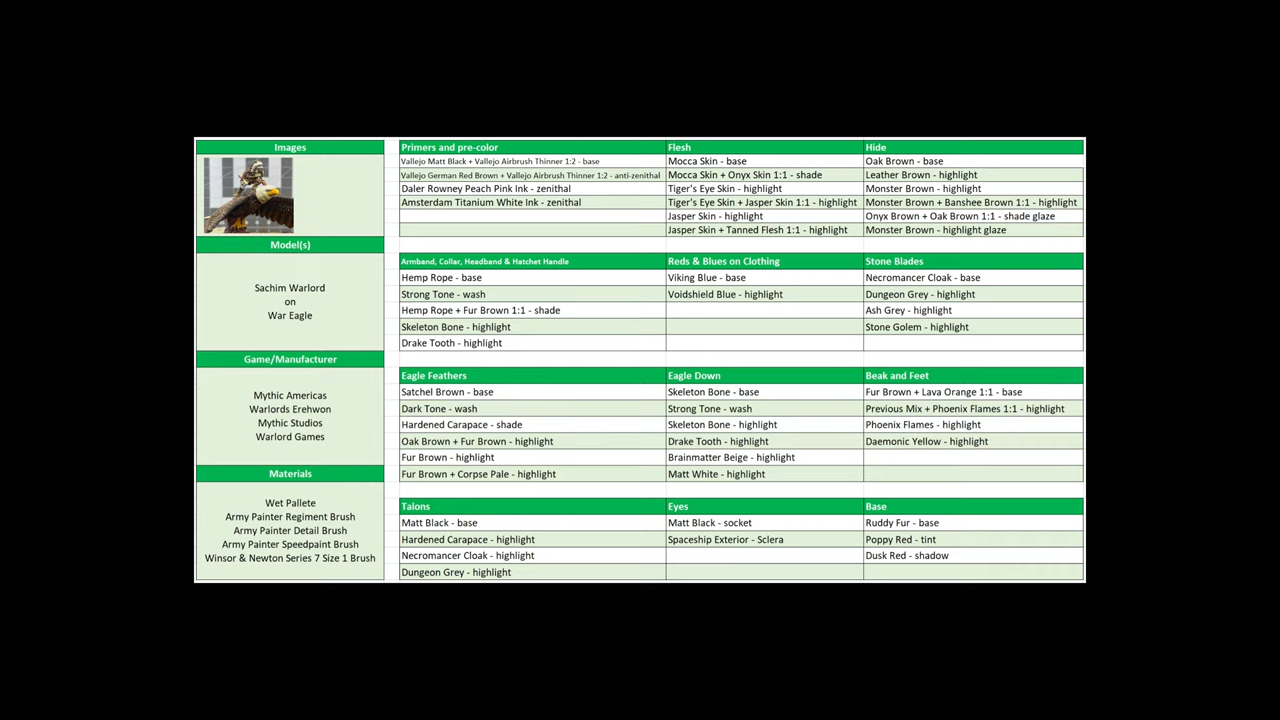 Images
Model(s)
Sachim Warlord
on
War Eagle
Game/Manufacturer
Mythic Americas
Warlords Erehwon
Mythic Studios
Warlord Games
Materials
Wet Pallete
Army Painter Regiment Brush
Army Painter Detail Brush
Army Painter Speedpaint Brush
Winsor & Newton Series 7 Size 1 Brush
Primers and pre-color
Vallejo Matt Black + Vallejo Airbrush Thinner 1:2 - base
Vallejo German Red Brown + Vallejo Airbrush Thinner 1:2 - anti-zenithal
Daler Rowney Peach Pink Ink - zenithal
Amsterdam Titanium White Ink - zenithal
Flesh
Mocca Skin - base
Mocca Skin + Onyx Skin 1:1 - shade
Tiger's Eye Skin - highlight
Tiger's Eye Skin + Jasper Skin 1:1 - highlight
Jasper Skin - highlight
Jasper Skin + Tanned Flesh 1:1 - highlight
Hide
Oak Brown - base
Leather Brown - highlight
Monster Brown - highlight
Monster Brown + Banshee Brown 1:1 - highlight
Onyx Brown + Oak Brown 1:1 - shade glaze
Monster Brown - highlight glaze
Armband, Collar, Headband & Hatchet Handle
Hemp Rope - base
Strong Tone - wash
Hemp Rope + Fur Brown 1:1 - shade
Skeleton Bone - highlight
Drake Tooth - highlight
Reds & Blues on Clothing
Viking Blue - base
Voidshield Blue - highlight
Stone Blades
Necromancer Cloak - base
Dungeon Grey - highlight
Ash Grey - highlight
Stone Golem - highlight
Eagle Feathers
Satchel Brown - base
Dark Tone - wash
Hardened Carapace - shade
Oak Brown + Fur Brown - highlight
Fur Brown - highlight
Fur Brown + Corpse Pale - highlight
Eagle Down
Skeleton Bone - base
Strong Tone - wash
Skeleton Bone - highlight
Drake Tooth - highlight
Brainmatter Beige - highlight
Matt White - highlight
Beak and Feet
Fur Brown + Lava Orange 1:1 - base
Previous Mix + Phoenix Flames 1:1 - highlight
Phoenix Flames - highlight
Daemonic Yellow - highlight
Talons
Matt Black - base
Hardened Carapace - highlight
Necromancer Cloak - highlight
Dungeon Grey - highlight
Eyes
Matt Black - socket
Spaceship Exterior - Sclera
Base
Ruddy Fur - base
Poppy Red - tint
Dusk Red - shadow